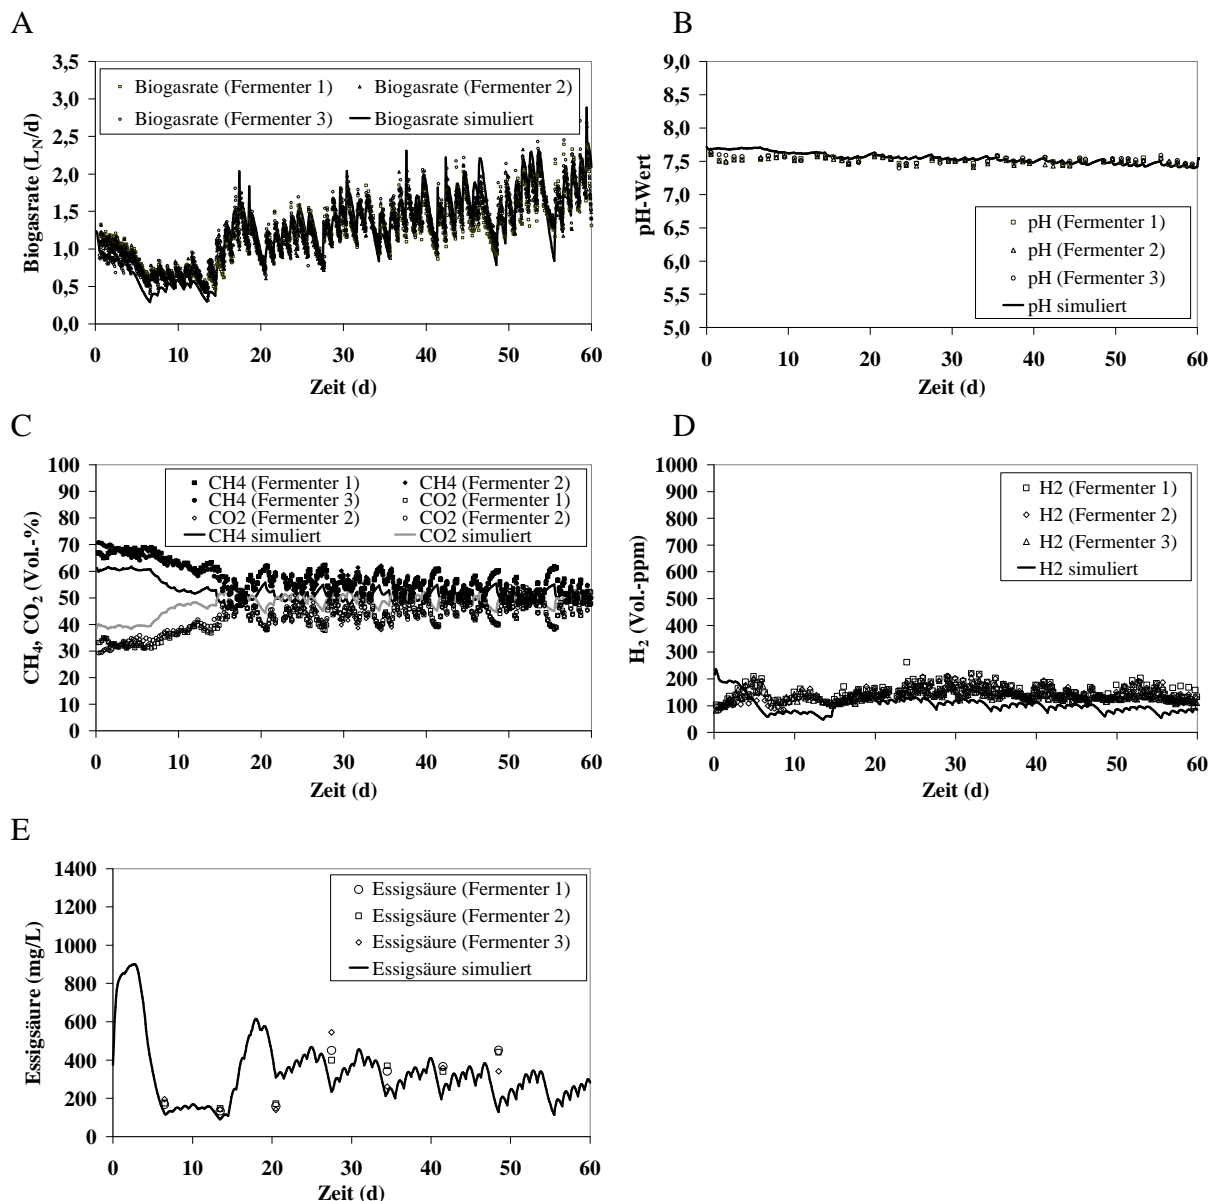 A
3,5
3,0
2,5
2,0
1,5
1,0
0,5
0,0
Biogasrate (L_N/d)
Biogasrate (Fermenter 1)
Biogasrate (Fermenter 2)
Biogasrate (Fermenter 3)
Biogasrate simuliert
0 10 20 30 40 50 60
Zeit (d)
B
9,0
8,5
8,0
7,5
7,0
6,5
6,0
5,5
5,0
pH-Wert
pH (Fermenter 1)
pH (Fermenter 2)
pH (Fermenter 3)
pH simuliert
0 10 20 30 40 50 60
Zeit (d)
C
100
90
80
70
60
50
40
30
20
10
0
CH4, CO2 (Vol.-%)
CH4 (Fermenter 1)
CH4 (Fermenter 2)
CH4 (Fermenter 3)
CO2 (Fermenter 1)
CO2 (Fermenter 2)
CO2 (Fermenter 2)
CH4 simuliert
CO2 simuliert
0 10 20 30 40 50 60
Zeit (d)
D
1000
900
800
700
600
500
400
300
200
100
0
H2 (Vol.-ppm)
H2 (Fermenter 1)
H2 (Fermenter 2)
H2 (Fermenter 3)
H2 simuliert
0 10 20 30 40 50 60
Zeit (d)
E
1400
1200
1000
800
600
400
200
0
Essigsäure (mg/L)
Essigsäure (Fermenter 1)
Essigsäure (Fermenter 2)
Essigsäure (Fermenter 3)
Essigsäure simuliert
0 10 20 30 40 50 60
Zeit (d)